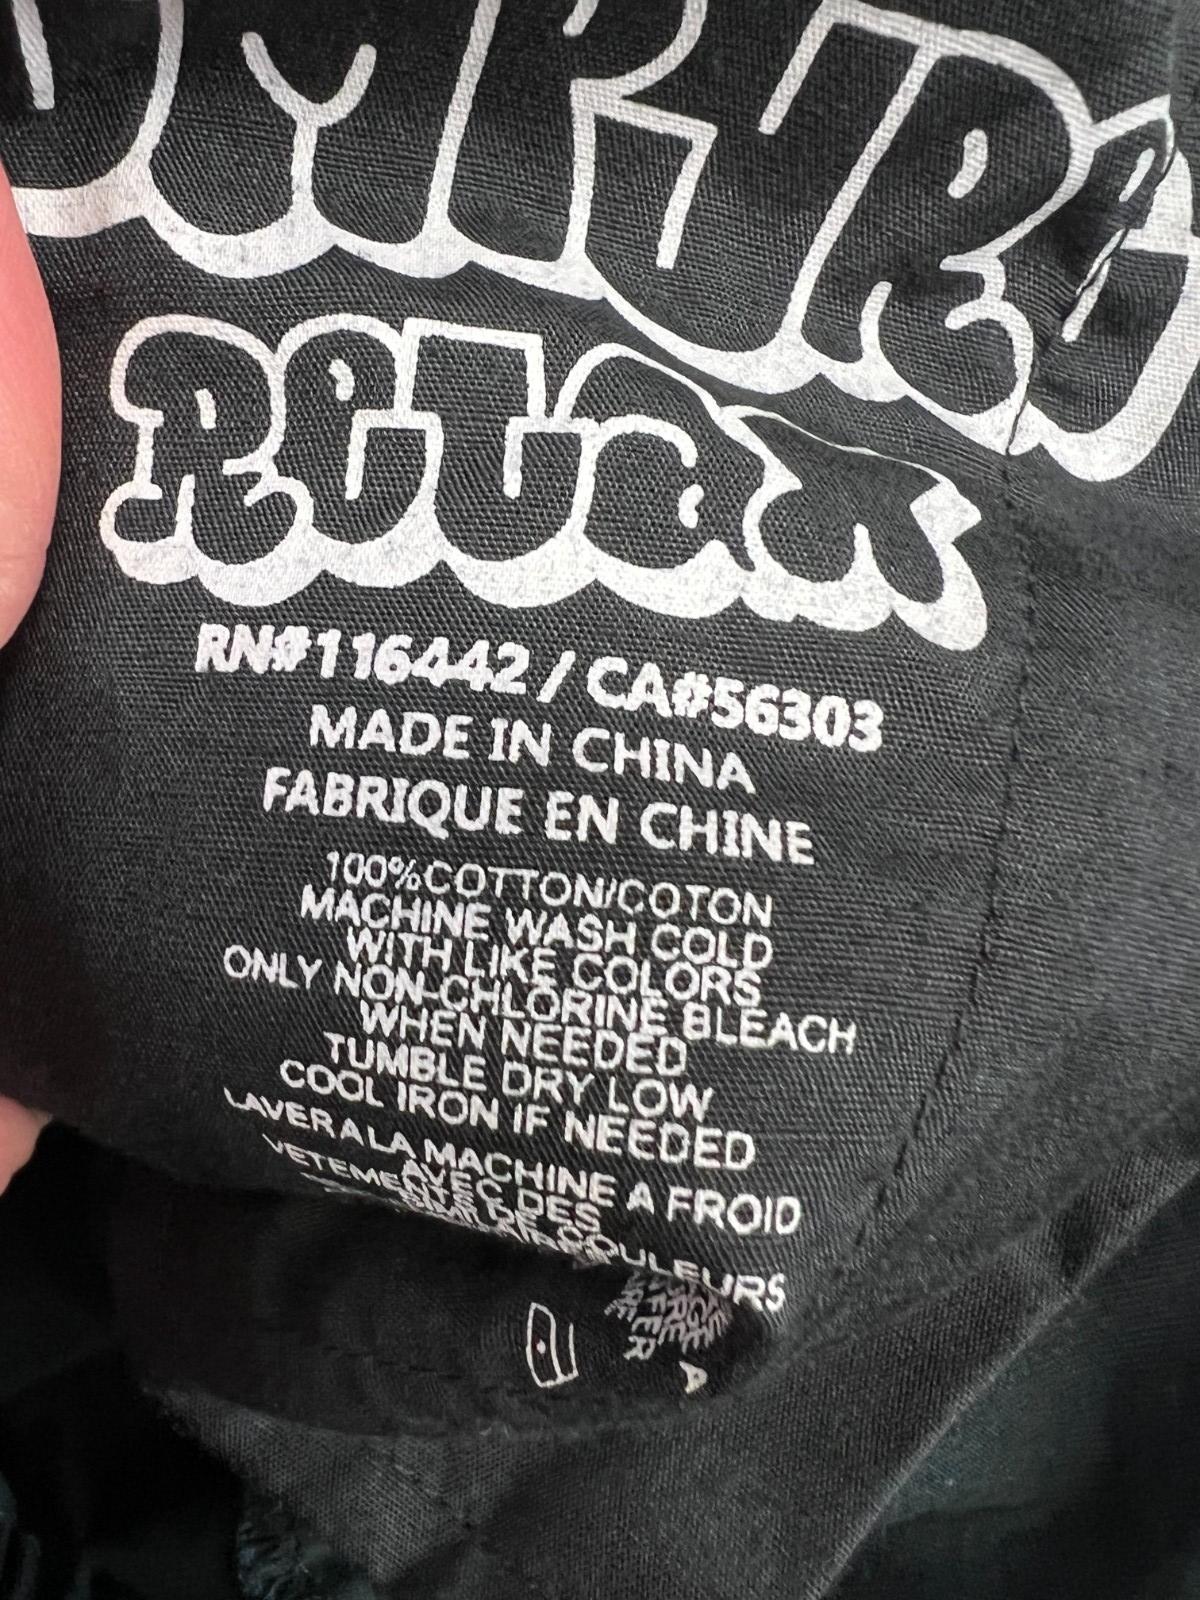 Relax
RN#116442 / CA#56303
MADE IN CHINA
FABRIQUE EN CHINE
100%COTTON/COTON
MACHINE WASH COLD
WITH LIKE COLORS
ONLY NON-CHLORINE BLEACH
WHEN NEEDED
TUMBLE DRY LOW
COOL IRON IF NEEDED
LAVER A LA MACHINE A FROID
AVEC DES
VETEMENTS DE COULEURS